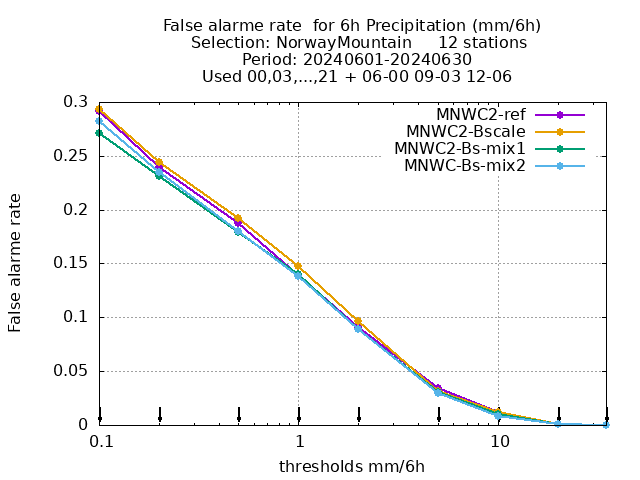 False alarme rate  for 6h Precipitation (mm/6h)
Selection: NorwayMountain     12 stations
Period: 20240601-20240630
Used 00,03,...,21 + 06-00 09-03 12-06
MNWC2-ref
MNWC2-Bscale
MNWC2-Bs-mix1
MNWC-Bs-mix2
False alarme rate
0.3
0.25
0.2
0.15
0.1
0.05
0
0.1 1 10
thresholds mm/6h